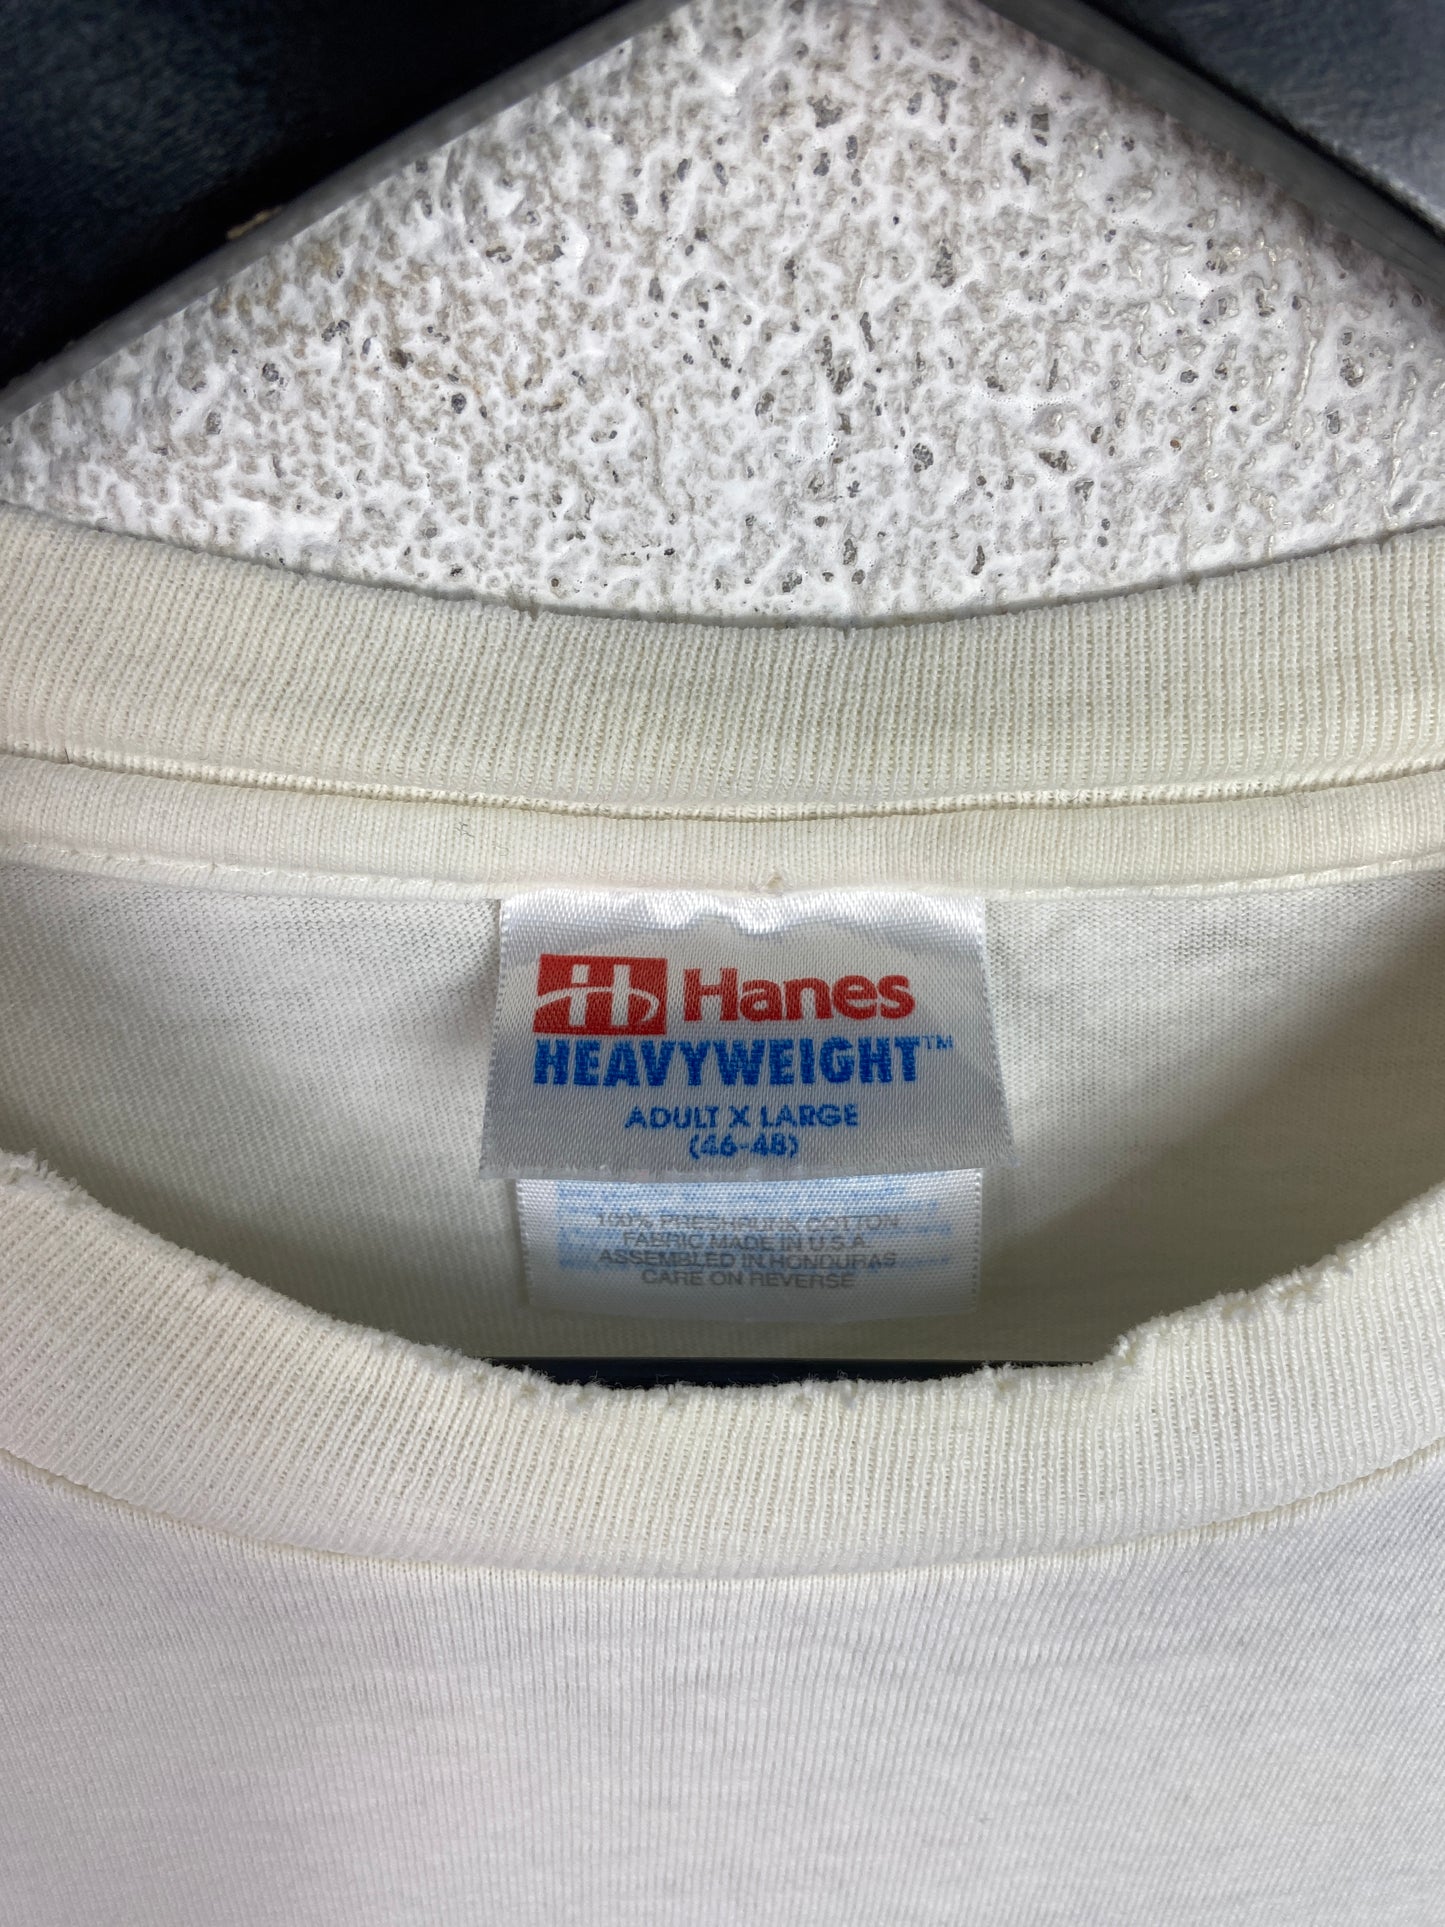 Hanes
HEAVYWEIGHT™
ADULT X LARGE
(46-48)
100% PRESHRUNK COTTON
FABRIC MADE IN U.S.A.
ASSEMBLED IN HONDURAS
CARE ON REVERSE